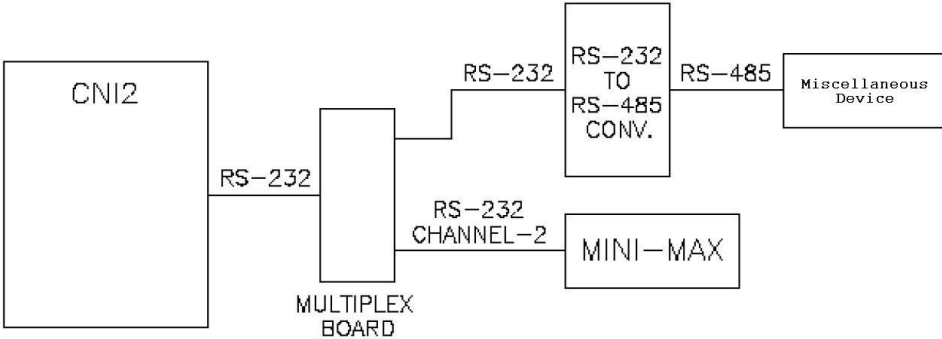 CNI2
RS-232
MULTIPLEX
BOARD
RS-232
RS-232
TO
RS-485
CONV.
RS-485
Miscellaneous
Device
RS-232
CHANNEL-2
MINI-MAX